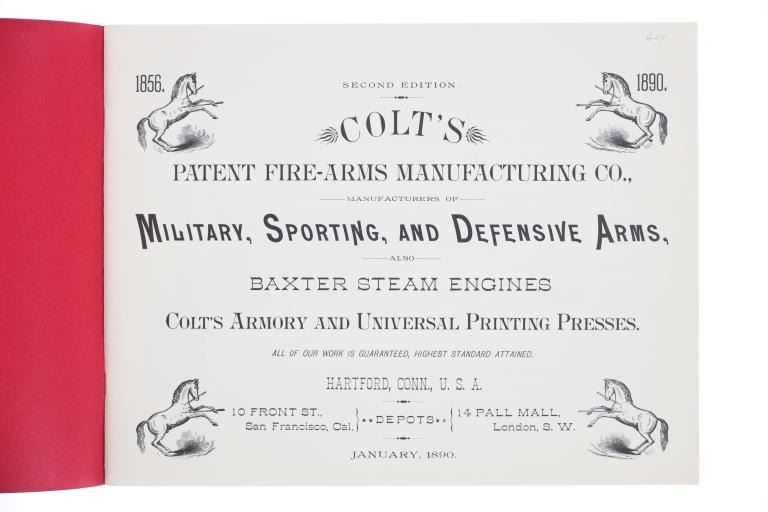 1856.
1890.
SECOND EDITION.
COLT'S
PATENT FIRE-ARMS MANUFACTURING CO.,
MANUFACTURERS OF
MILITARY, SPORTING, AND DEFENSIVE ARMS,
ALSO
BAXTER STEAM ENGINES
COLT'S ARMORY AND UNIVERSAL PRINTING PRESSES.
ALL OF OUR WORK IS GUARANTEED, HIGHEST STANDARD ATTAINED.
HARTFORD, CONN., U. S. A.
10 FRONT ST.,
San Francisco, Cal.
DEPOTS
14 PALL MALL,
London, S. W.
JANUARY, 1890.